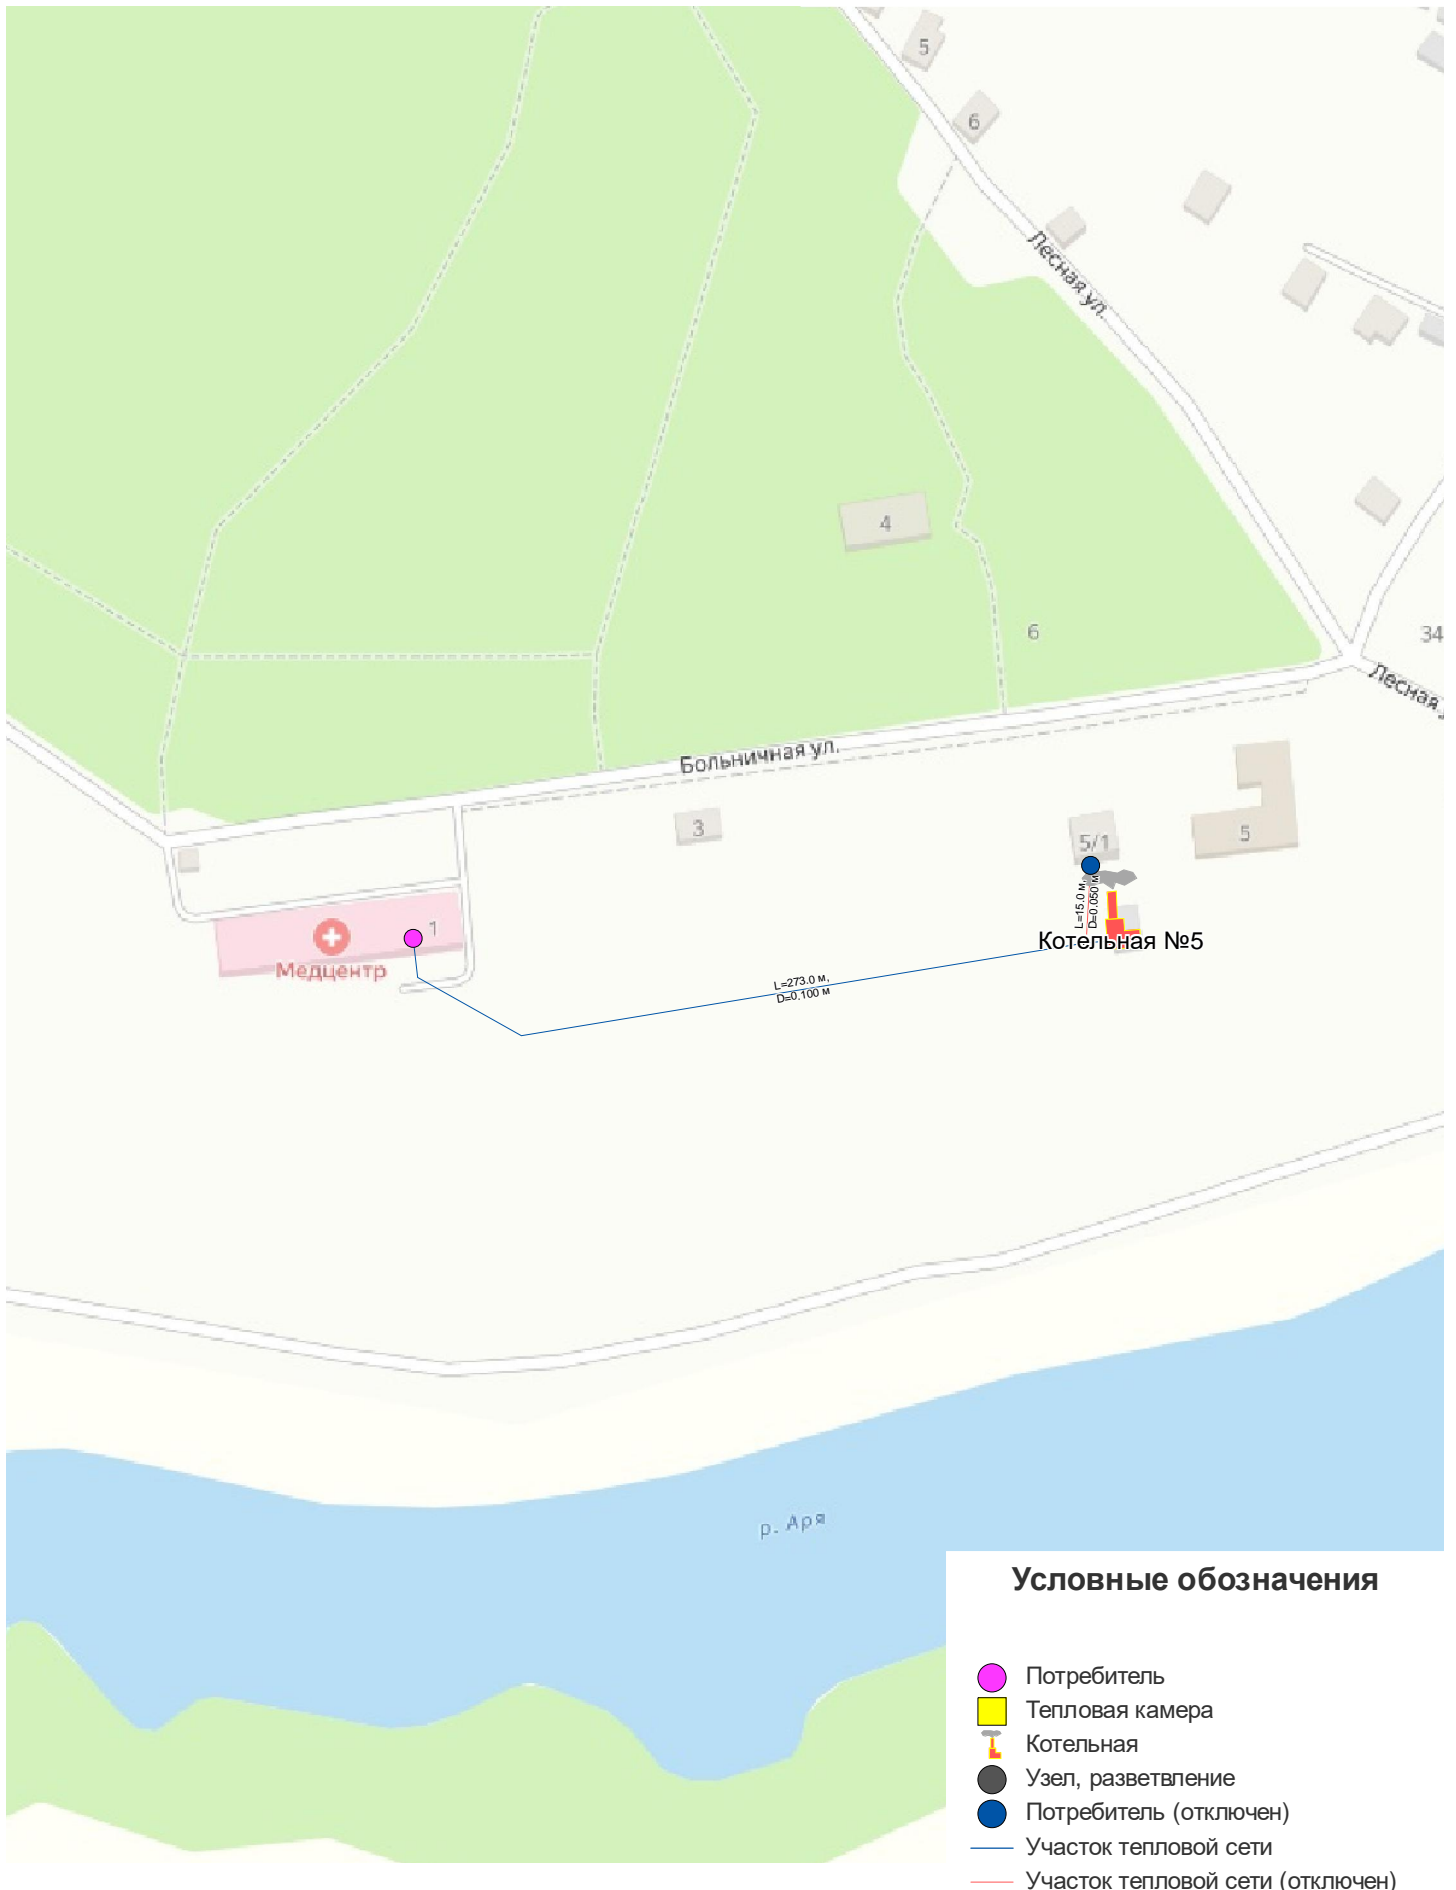 5
6
Лесная ул.
4
6
34
Лесная
Больничная ул.
3
5/1
5
L=15.0 м,
D=0.050 м
1
Котельная №5
Медцентр
L=273.0 м,
D=0.100 м
р. Аря
Условные обозначения
Потребитель
Тепловая камера
Котельная
Узел, разветвление
Потребитель (отключен)
Участок тепловой сети
Участок тепловой сети (отключен)